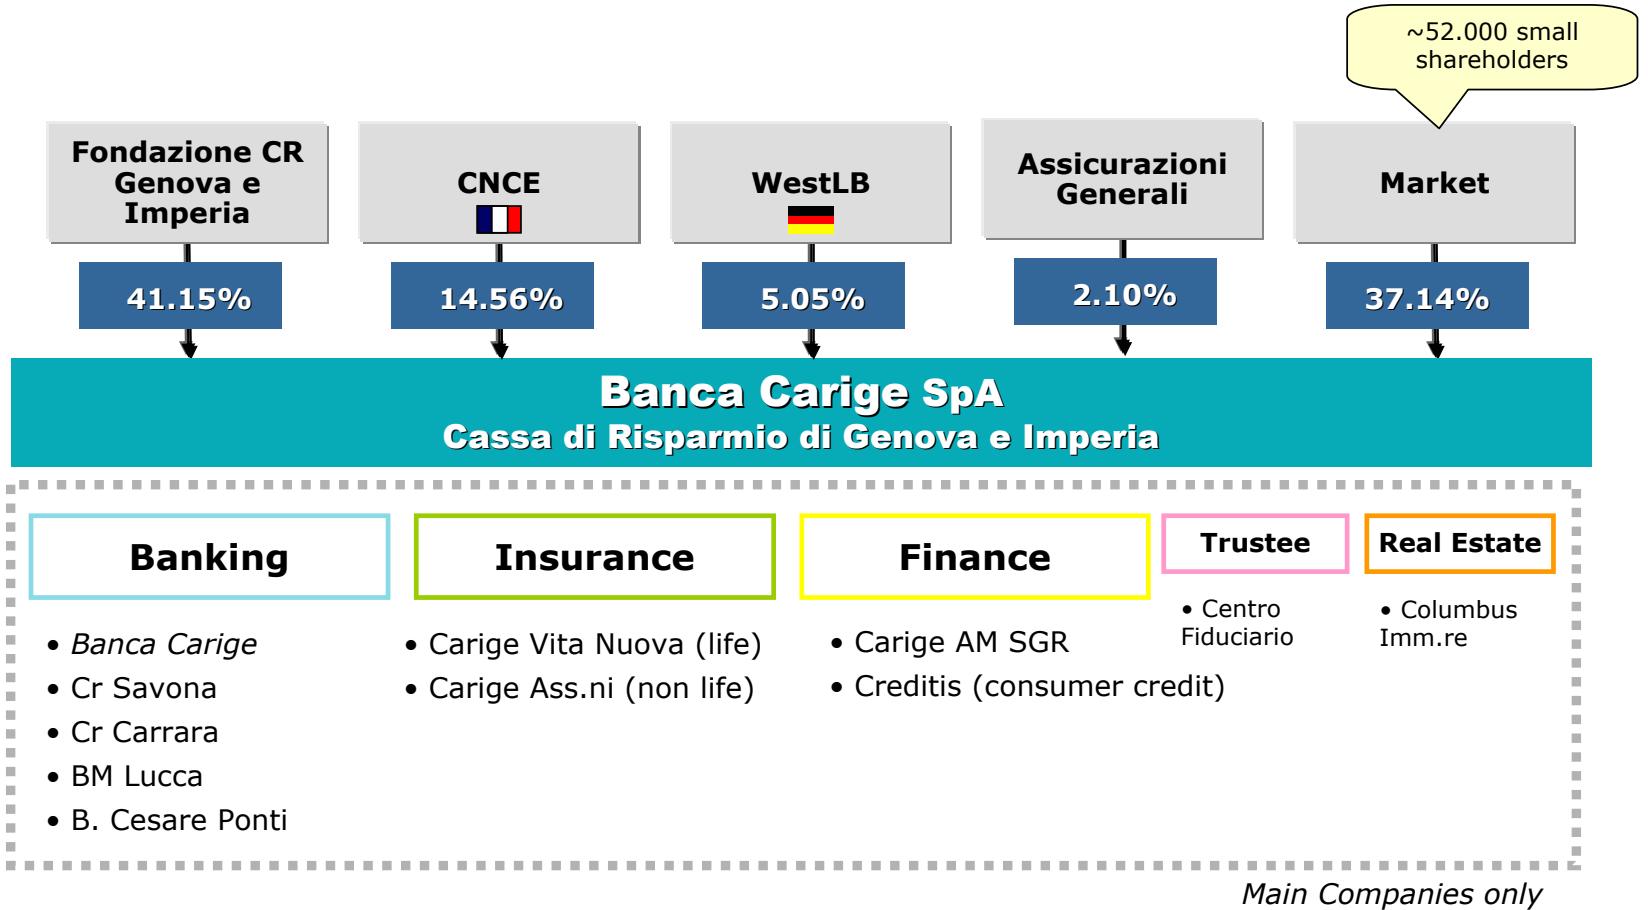 ~52.000 small
shareholders
Fondazione CR
Genova e
Imperia
CNCE
WestLB
Assicurazioni
Generali
Market
41.15%
14.56%
5.05%
2.10%
37.14%
Banca Carige SpA
Cassa di Risparmio di Genova e Imperia
Banking
• Banca Carige
• Cr Savona
• Cr Carrara
• BM Lucca
• B. Cesare Ponti
Insurance
• Carige Vita Nuova (life)
• Carige Ass.ni (non life)
Finance
• Carige AM SGR
• Creditis (consumer credit)
Trustee
• Centro
Fiduciario
Real Estate
• Columbus
Imm.re
Main Companies only